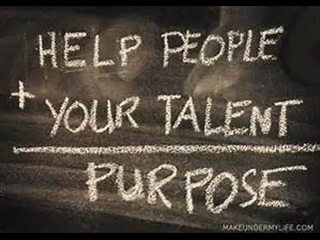 HELP PEOPLE
+ YOUR TALENT
PURPOSE
MAKEUNDERMYLIFE.COM